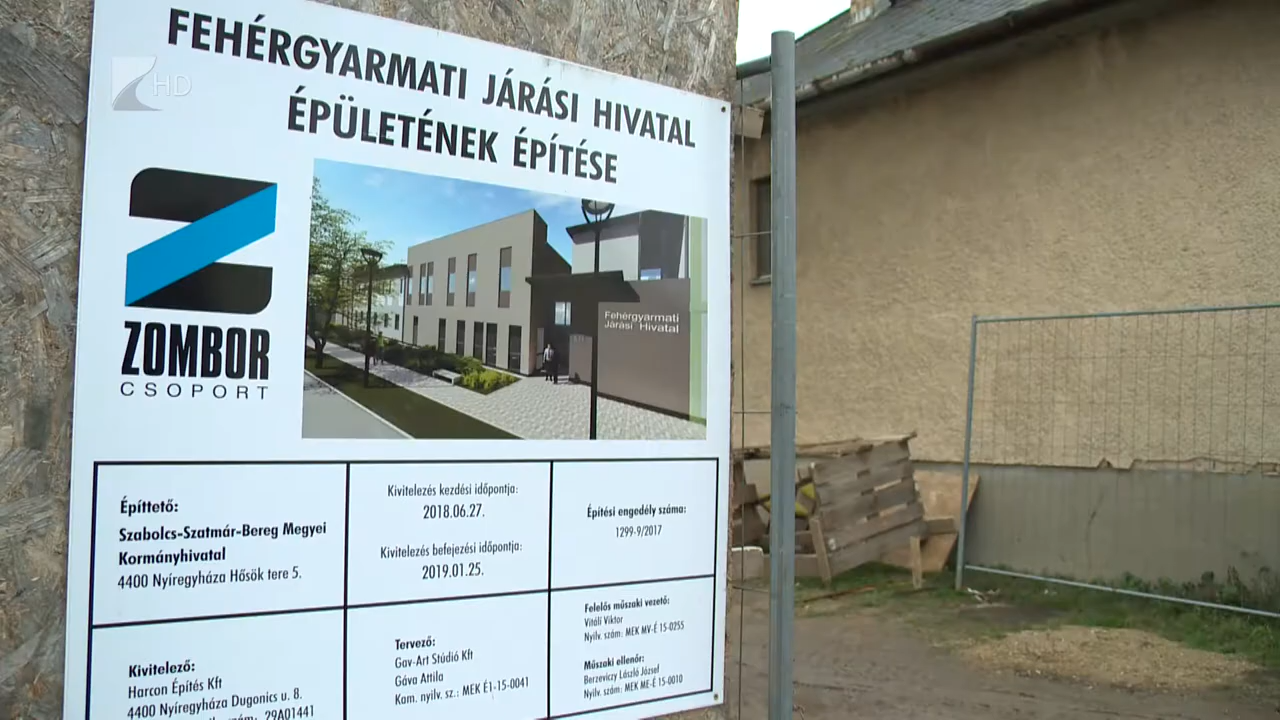 FEHÉRGYARMATI JÁRÁSI HIVATAL
ÉPÜLETÉNEK ÉPÍTÉSE
HD
ZOMBOR
CSOPORT
Fehérgyarmati
Járási Hivatal
Építtető:
Szabolcs-Szatmár-Bereg Megyei
Kormányhivatal
4400 Nyíregyháza Hősök tere 5.
Kivitelezés kezdési időpontja:
2018.06.27.
Kivitelezés befejezési időpontja:
2019.01.25.
Építési engedély száma:
1299-9/2017
Kivitelező:
Harcon Építés Kft
4400 Nyíregyháza Dugonics u. 8.
29A01441
Tervező:
Gav-Art Stúdió Kft
Gáva Attila
Kam. nyilv. sz.: MEK É1-15-0041
Felelős műszaki vezető:
Vitáli Viktor
Nyilv. szám: MEK MV-É 15-0255
Műszaki ellenőr:
Berzeviczy László József
Nyilv. szám: MEK ME-É 15-0010